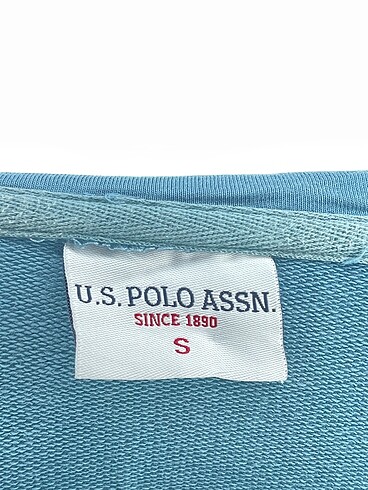 U.S. POLO ASSN.
SINCE 1890
S